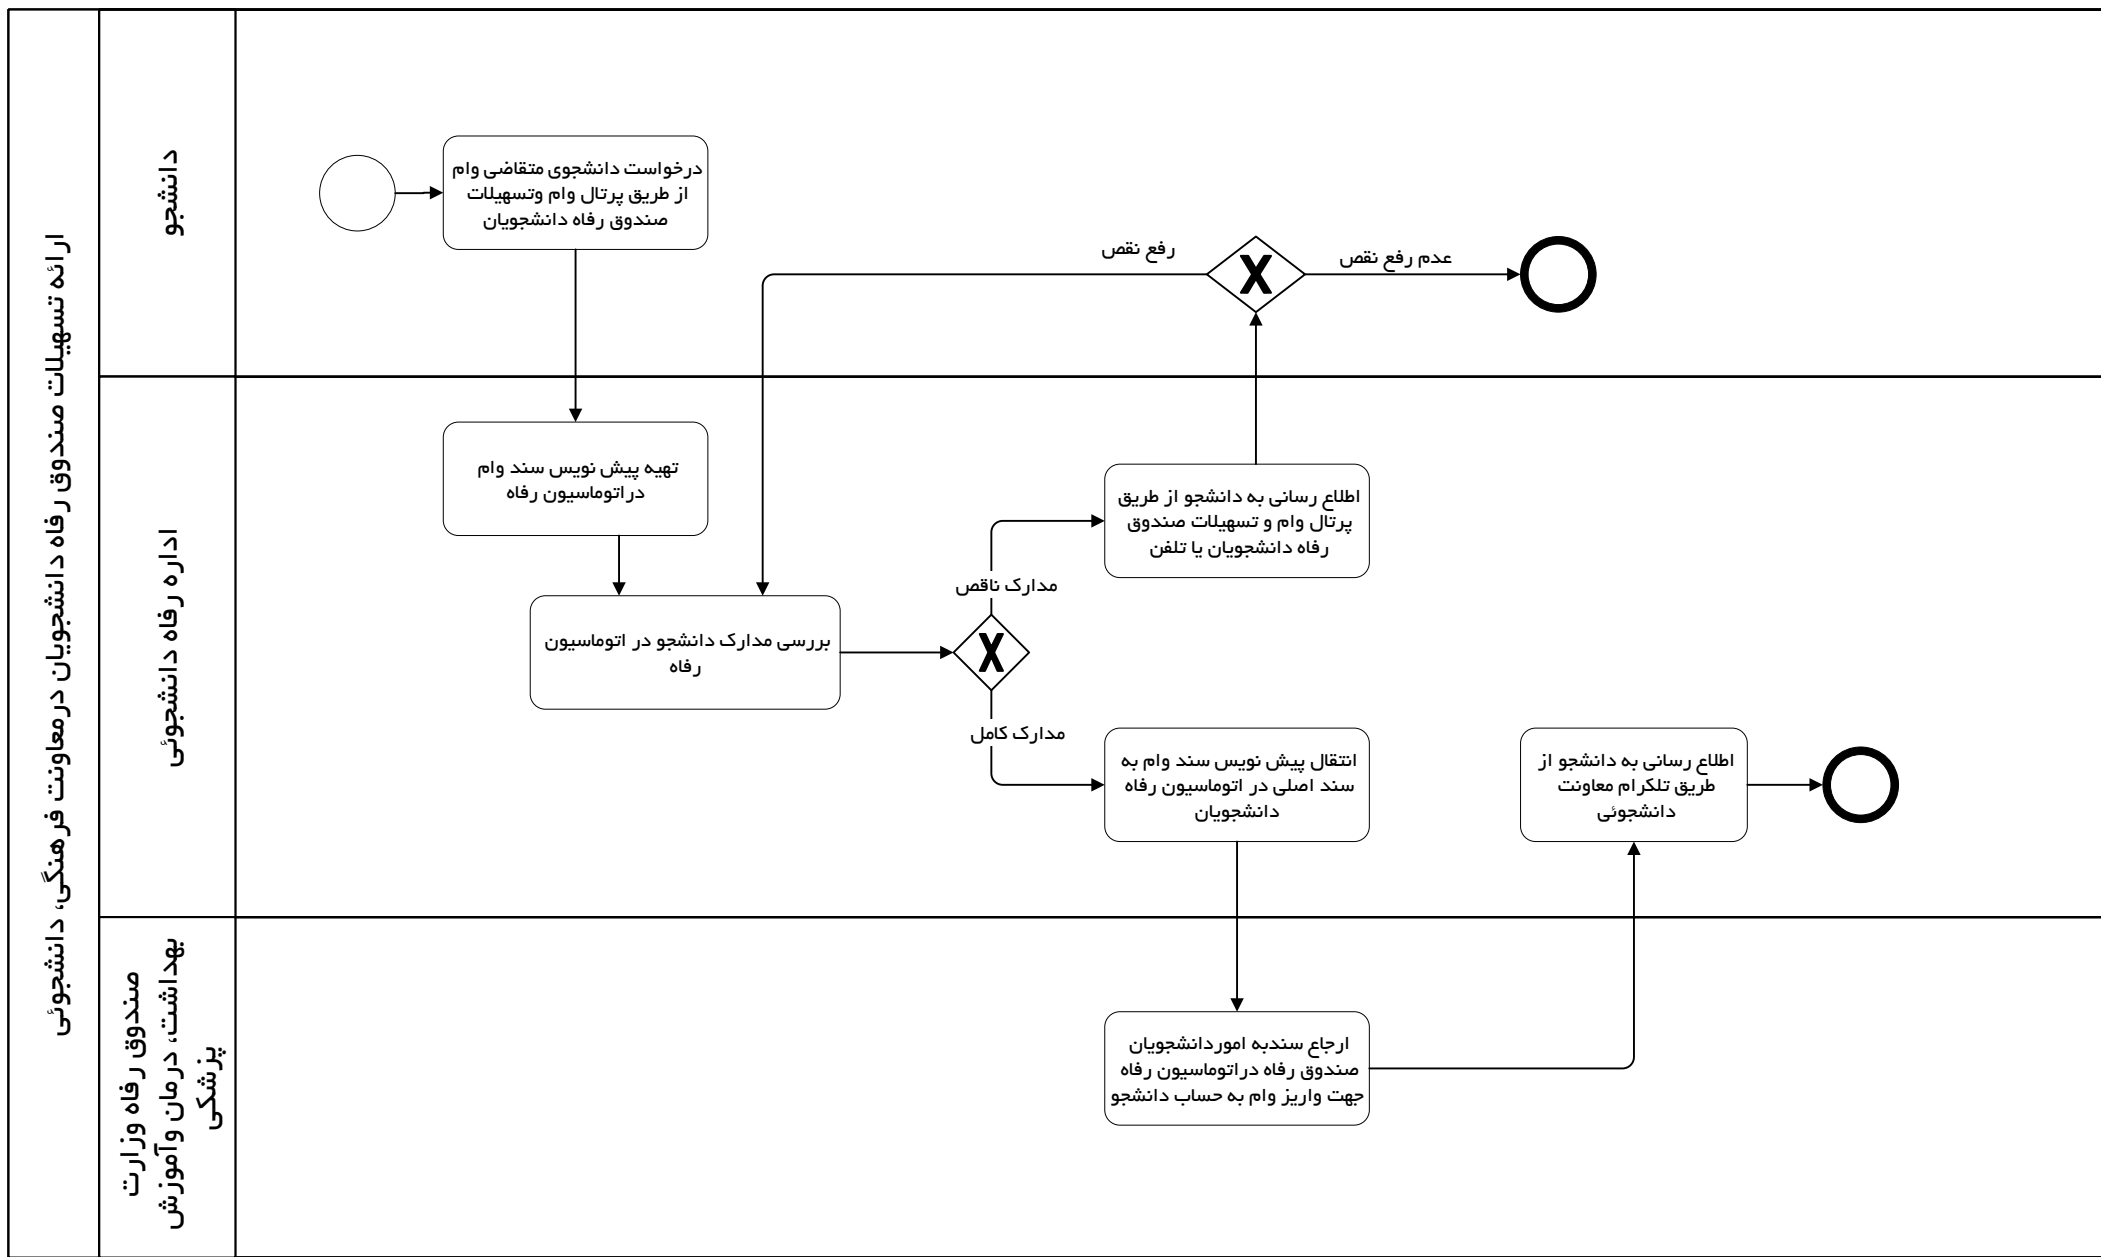 ارائه تسهیلات صندوق رفاه دانشجویان درمعاونت فرهنگی، دانشجوئی
دانشجو
درخواست دانشجوی متقاضی وام
از طریق پرتال وام وتسهیلات
صندوق رفاه دانشجویان
رفع نقص
عدم رفع نقص
اداره رفاه دانشجوئی
تهیه پیش نویس سند وام
دراتوماسیون رفاه
بررسی مدارک دانشجو در اتوماسیون
رفاه
مدارک ناقص
اطلاع رسانی به دانشجو از طریق
پرتال وام و تسهیلات صندوق
رفاه دانشجویان یا تلفن
مدارک کامل
انتقال پیش نویس سند وام به
سند اصلی در اتوماسیون رفاه
دانشجویان
اطلاع رسانی به دانشجو از
طریق تلکرام معاونت
دانشجوئی
صندوق رفاه وزارت
بهداشت، درمان وآموزش
پزشکی
ارجاع سندبه اموردانشجویان
صندوق رفاه دراتوماسیون رفاه
جهت واریز وام به حساب دانشجو